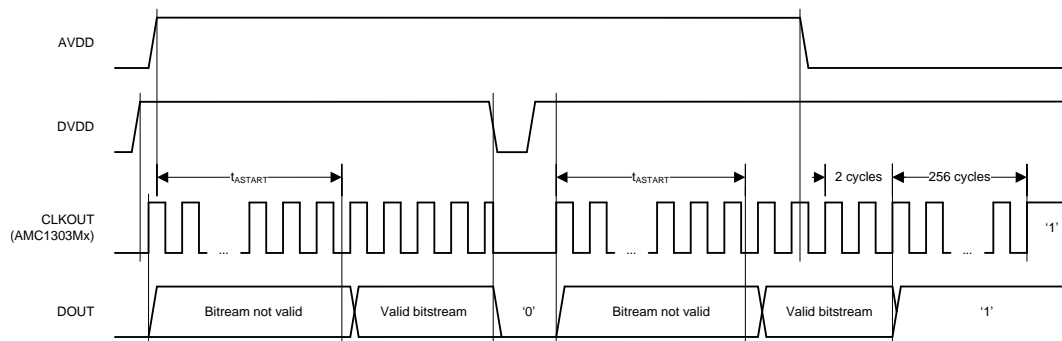 AVDD
DVDD
tASTART
tASTART
2 cycles
256 cycles
CLKOUT
(AMC1303Mx)
...
...
...
'1'
DOUT
Bitream not valid
Valid bitstream
'0'
Bitream not valid
Valid bitstream
'1'